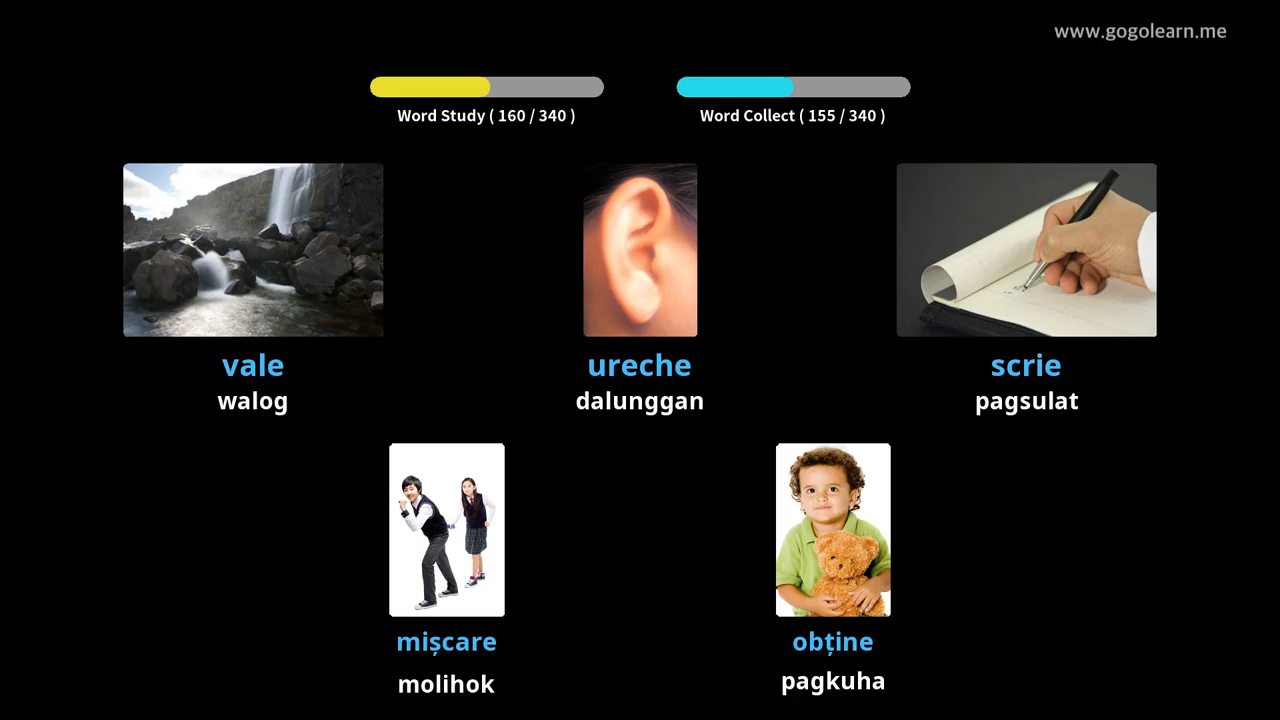 www.gogolearn.me
Word Study ( 160 / 340 )
Word Collect ( 155 / 340 )
vale
walog
ureche
dalunggan
scrie
pagsulat
mișcare
molihok
obține
pagkuha